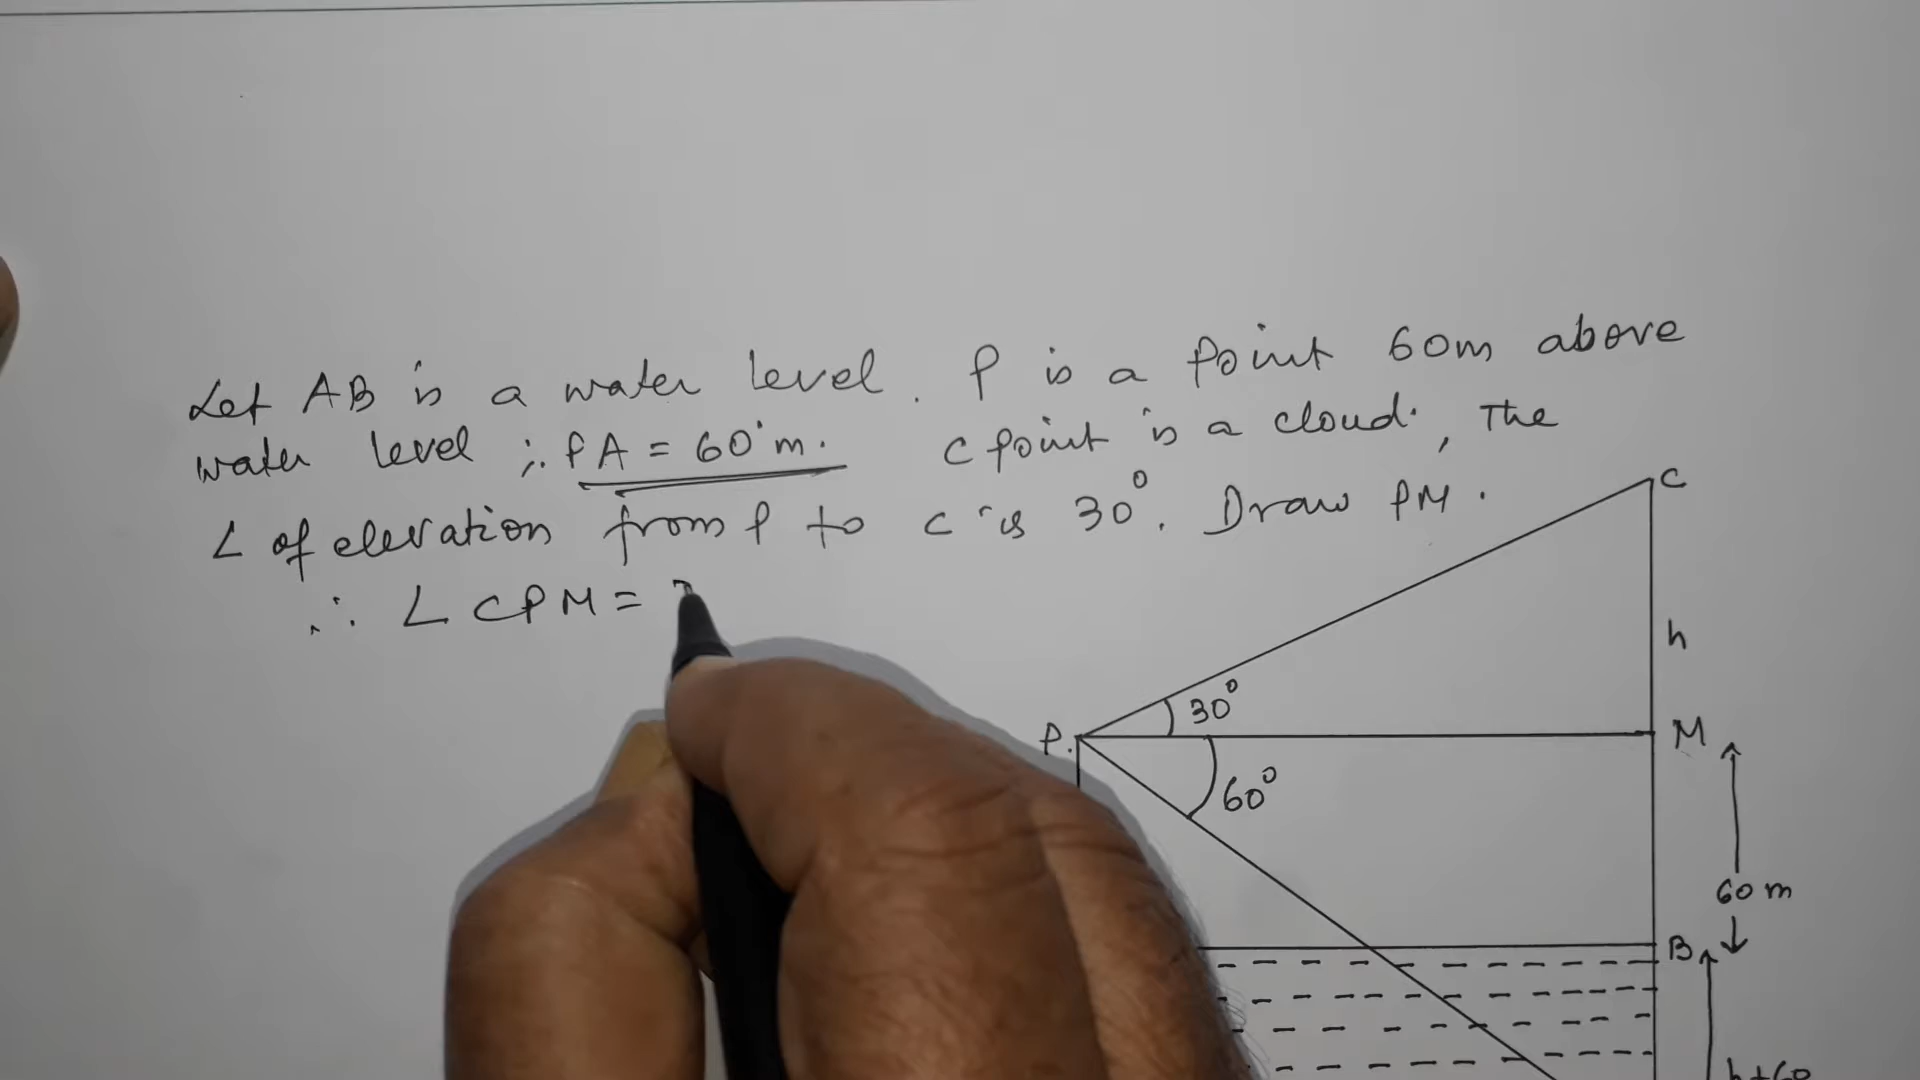 Let AB is a water level. P is a point 60m above
water level ∴ PA = 60 m. C point is a cloud, The
∠ of elevation from P to C is 30°. Draw PM.
∴ ∠ CPM =
C
h
30°
P.
M
60°
60 m
B
h+60